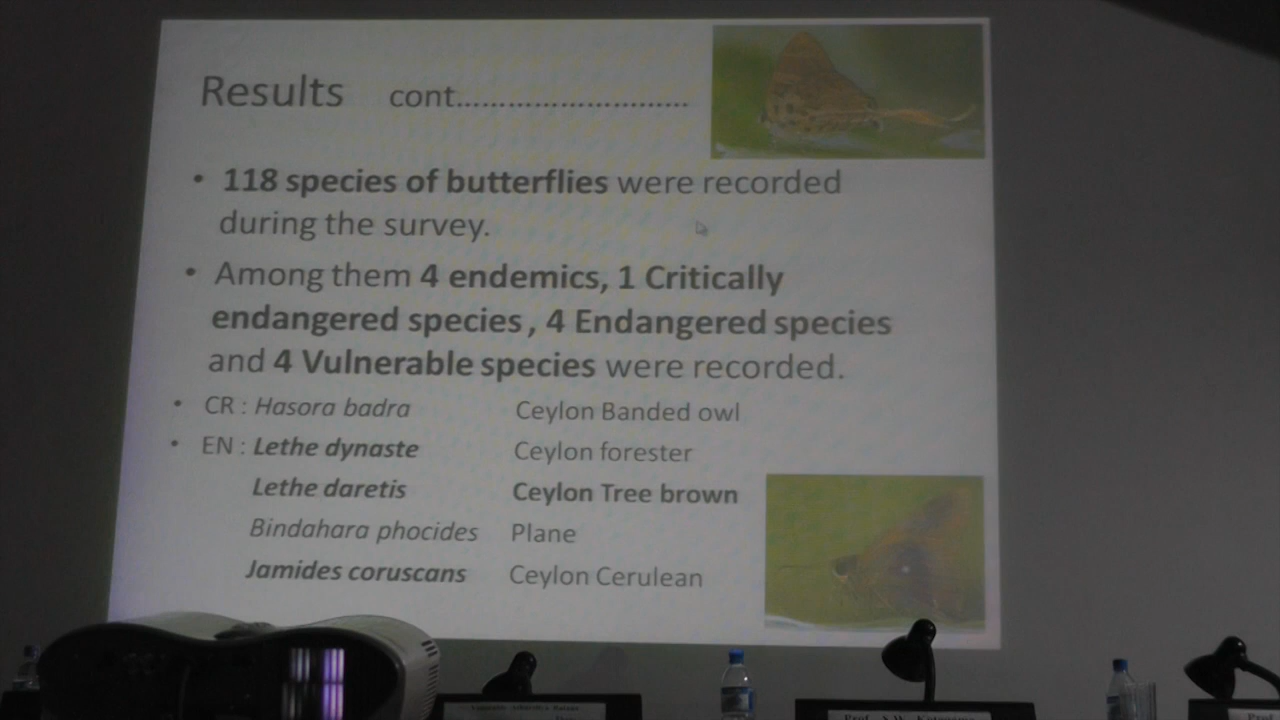 Results cont...........................
• 118 species of butterflies were recorded
during the survey.
• Among them 4 endemics, 1 Critically
endangered species , 4 Endangered species
and 4 Vulnerable species were recorded.
• CR : Hasora badra Ceylon Banded owl
• EN : Lethe dynaste Ceylon forester
Lethe daretis Ceylon Tree brown
Bindahara phocides Plane
Jamides coruscans Ceylon Cerulean
Prof. S.W.